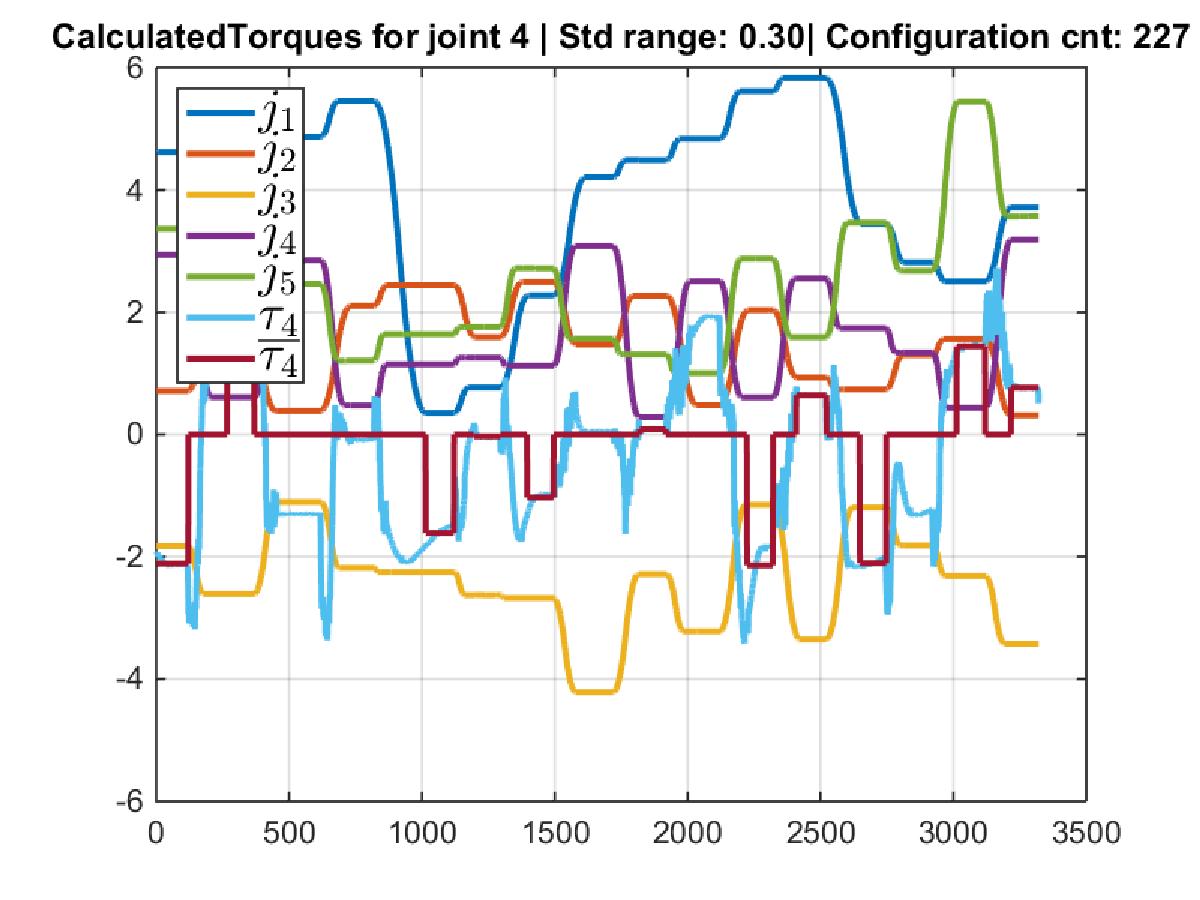 CalculatedTorques for joint 4 | Std range: 0.30| Configuration cnt: 227
6
4
2
0
-2
-4
-6
j1
j2
j3
j4
j5
τ4
τ4
0 500 1000 1500 2000 2500 3000 3500